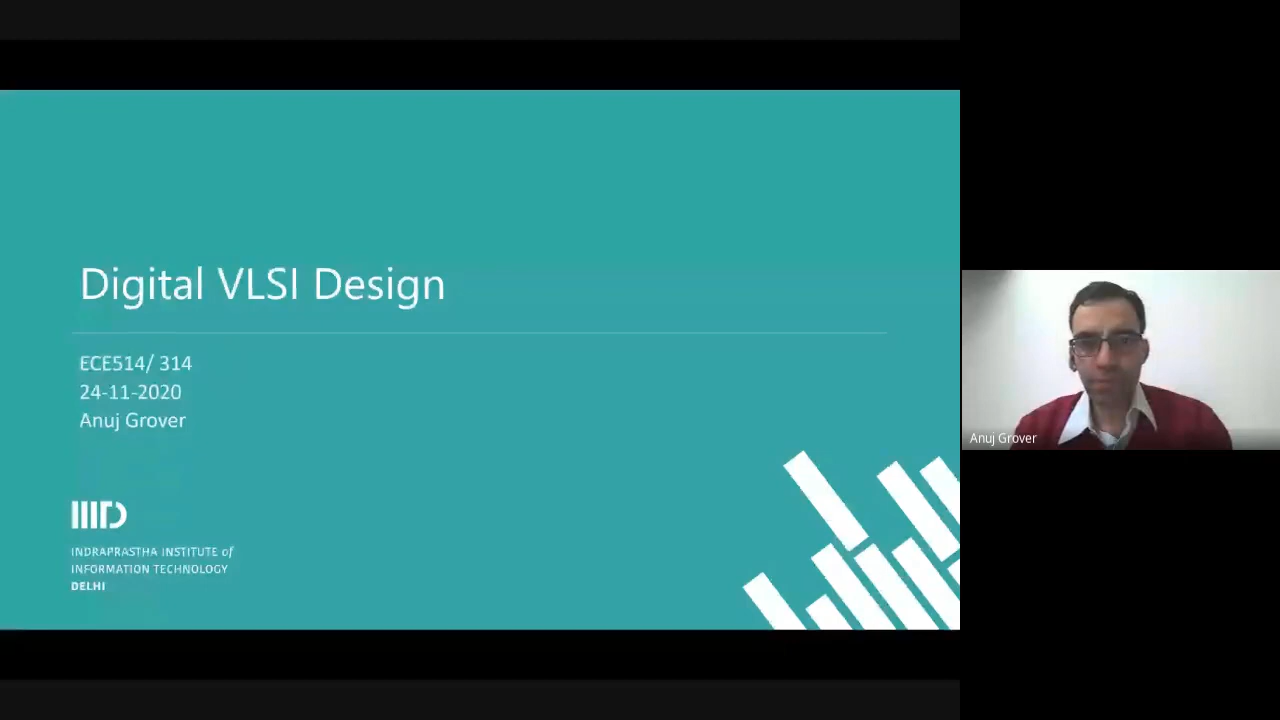 Digital VLSI Design
ECE514/ 314
24-11-2020
Anuj Grover
IIITD
INDRAPRASTHA INSTITUTE of
INFORMATION TECHNOLOGY
DELHI
Anuj Grover